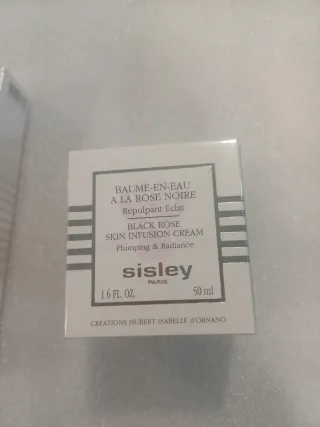 BAUME-EN-EAU
A LA ROSE NOIRE
Repulpant Eclat
BLACK ROSE
SKIN INFUSION CREAM
Plumping & Radiance
sisley
PARIS
1.6 FL. OZ. 50 ml
CREATIONS HUBERT ISABELLE d'ORNANO